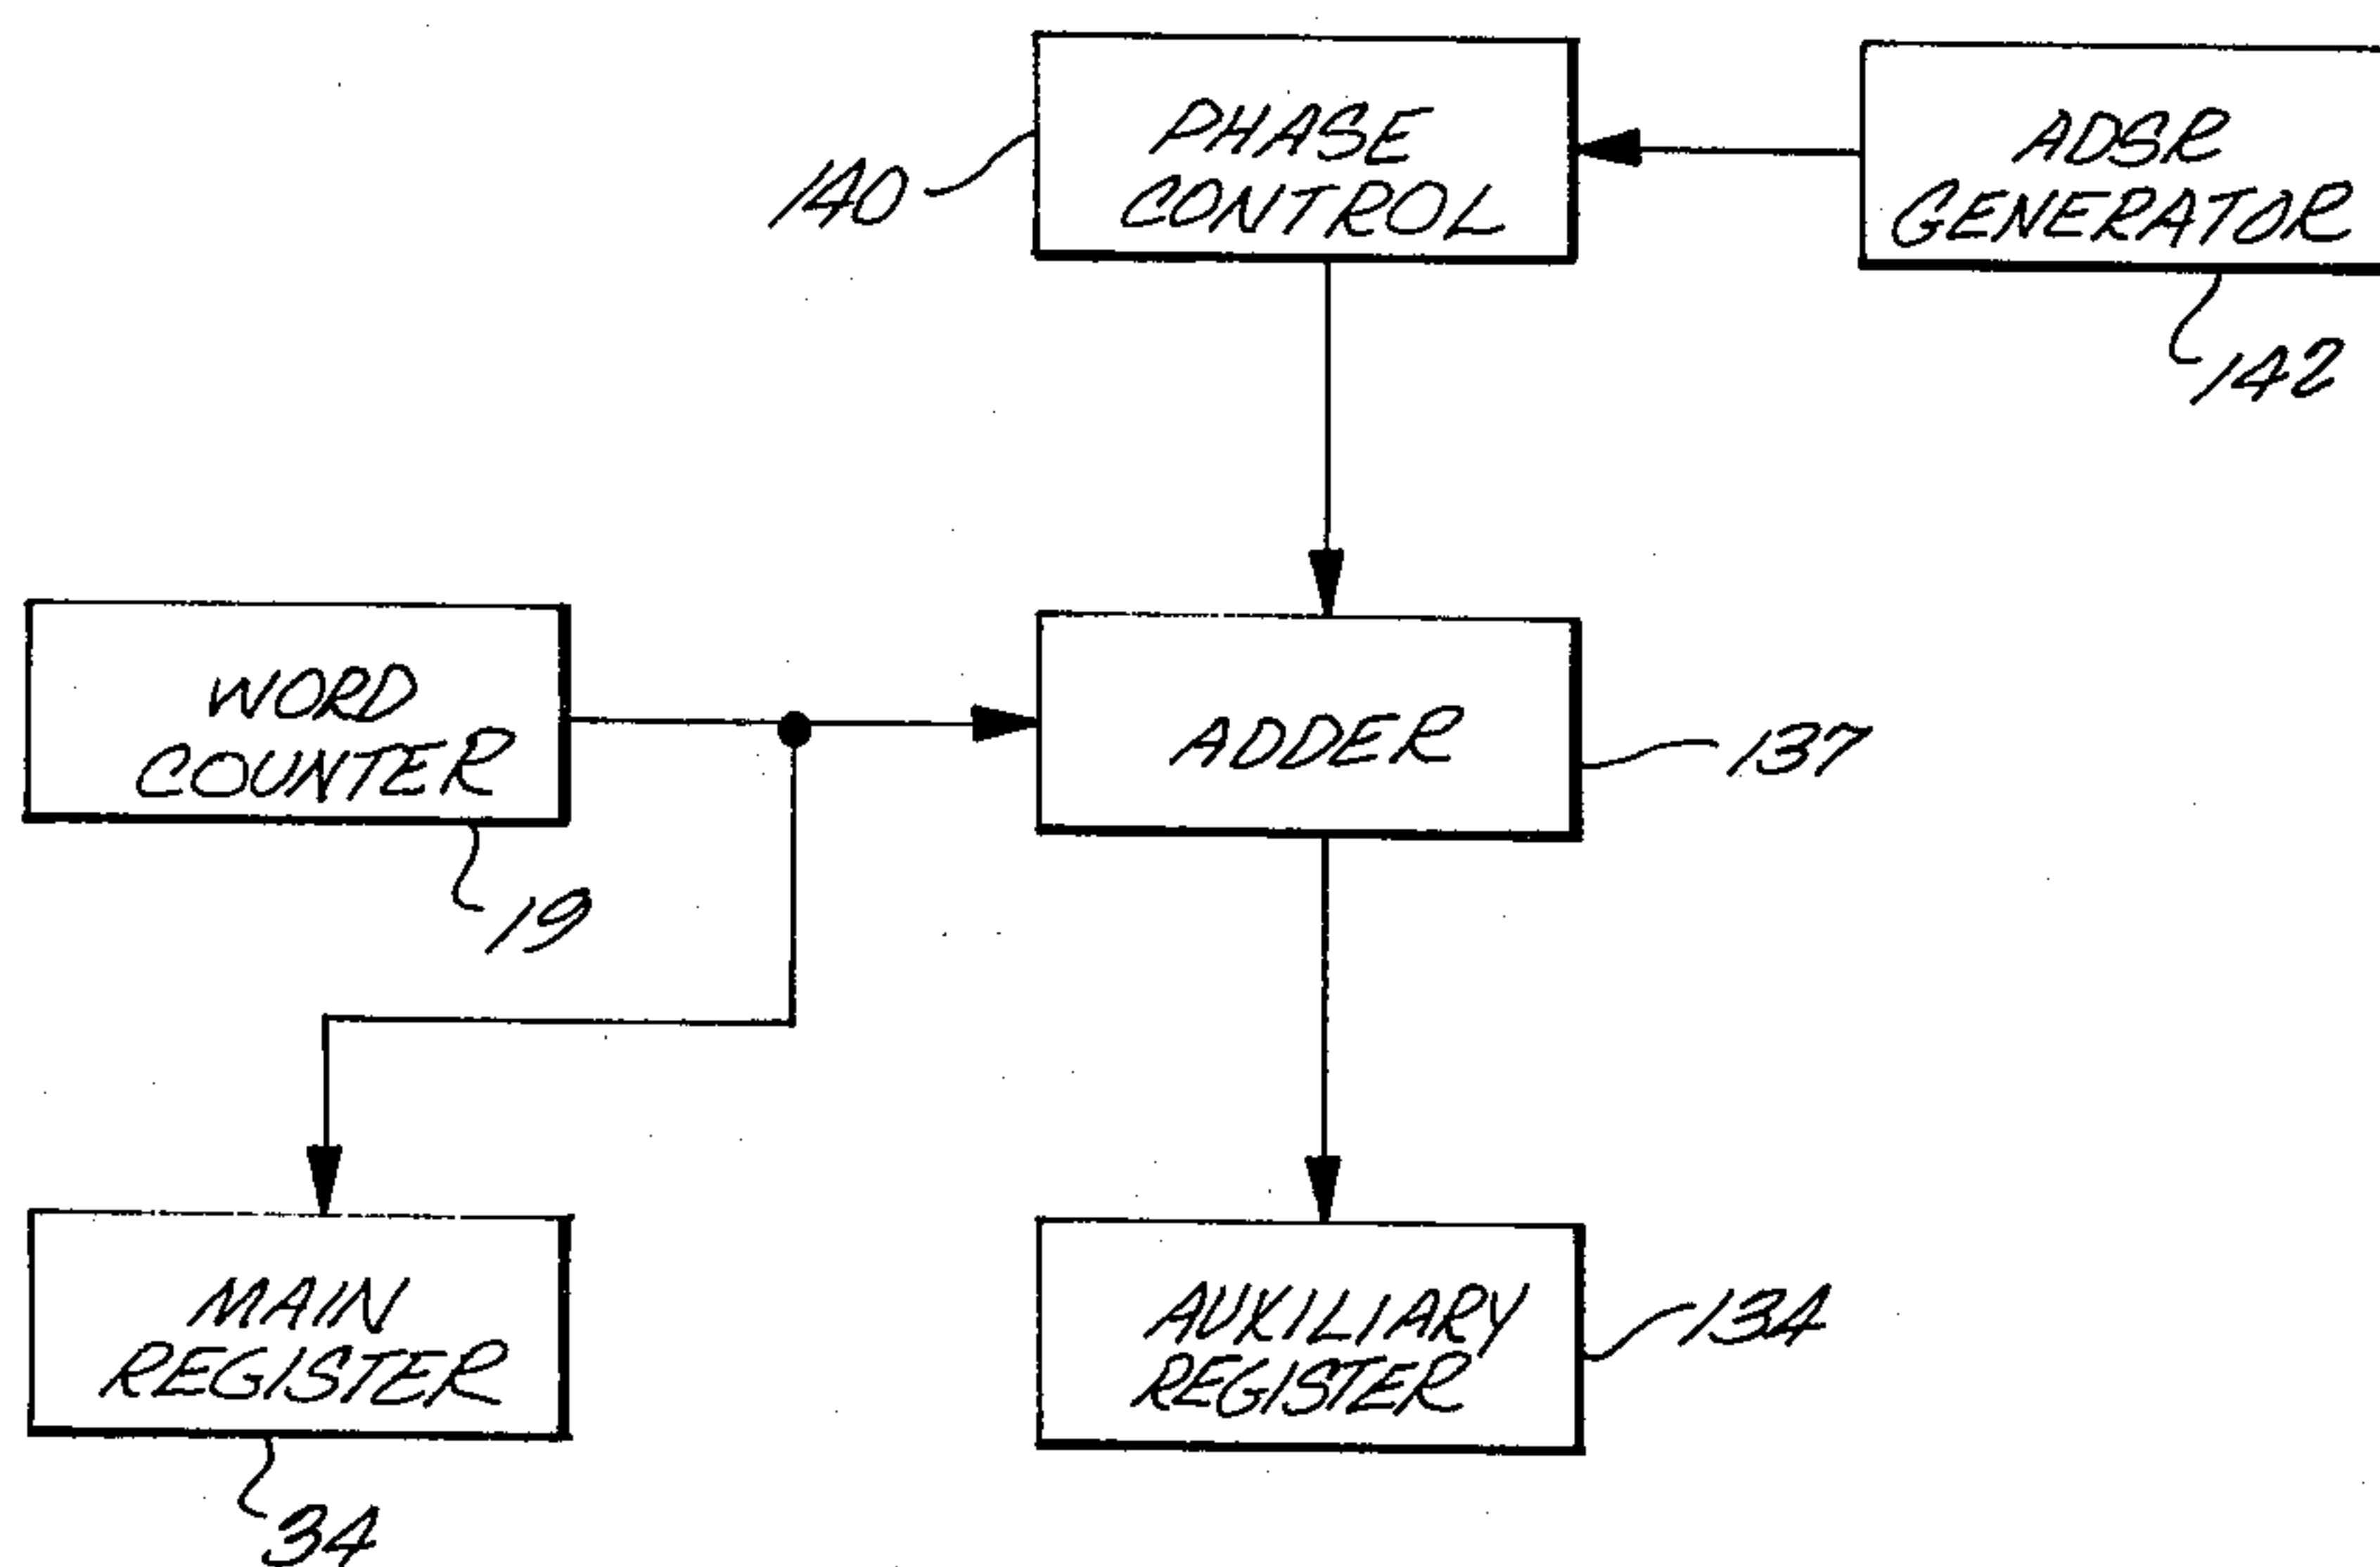 PHASE
CONTROL
140
ADSR
GENERATOR
142
WORD
COUNTER
19
ADDER
137
MAIN
REGISTER
34
AUXILIARY
REGISTER
134